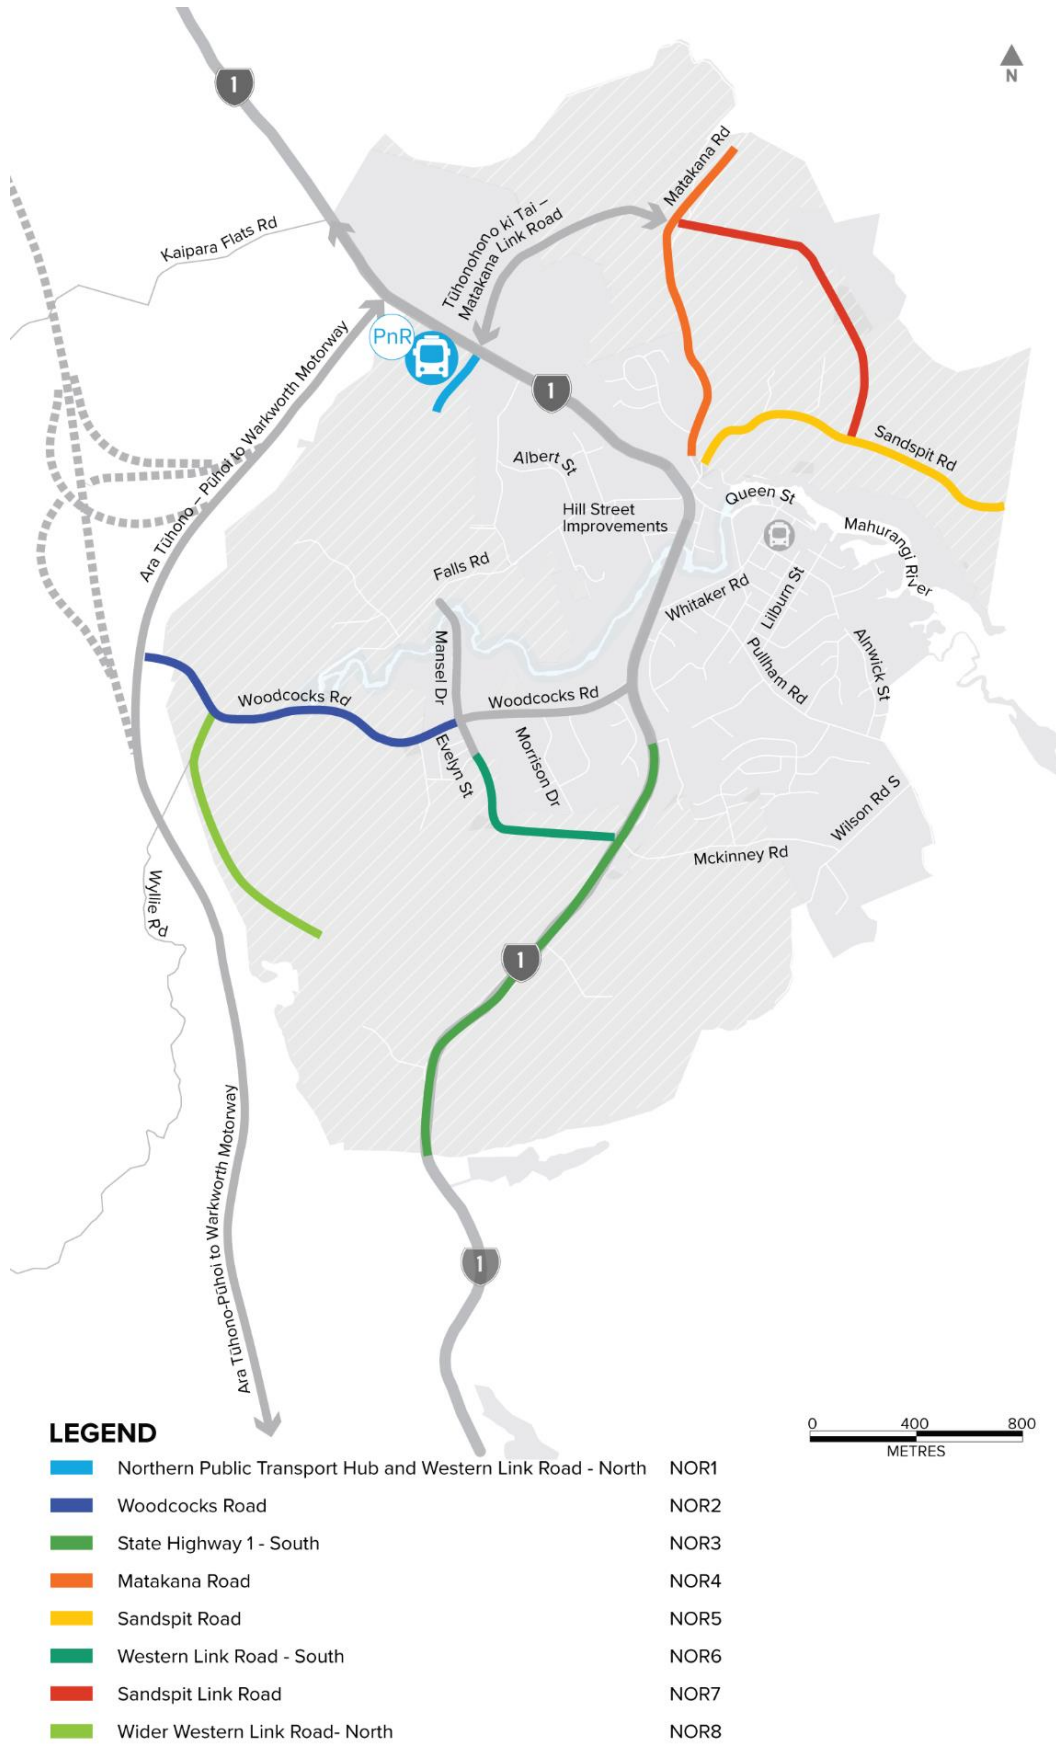 1
N
Matakana Rd
Kaipara Flats Rd
Tūhonohono ki Tai –
Matakana Link Road
PnR
Ara Tūhono – Pūhoi to Warkworth Motorway
1
Albert St
Sandspit Rd
Queen St
Hill Street
Improvements
Mahurangi River
Falls Rd
Whitaker Rd
Lilburn St
Mansel Dr
Pullham Rd
Alnwick St
Woodcocks Rd
Woodcocks Rd
Evelyn St
Morrison Dr
Wilson Rd S
Mckinney Rd
Wyllie Rd
1
Ara Tūhono-Pūhoi to Warkworth Motorway
1
LEGEND
0 400 800
METRES
Northern Public Transport Hub and Western Link Road - North NOR1
Woodcocks Road NOR2
State Highway 1 - South NOR3
Matakana Road NOR4
Sandspit Road NOR5
Western Link Road - South NOR6
Sandspit Link Road NOR7
Wider Western Link Road- North NOR8